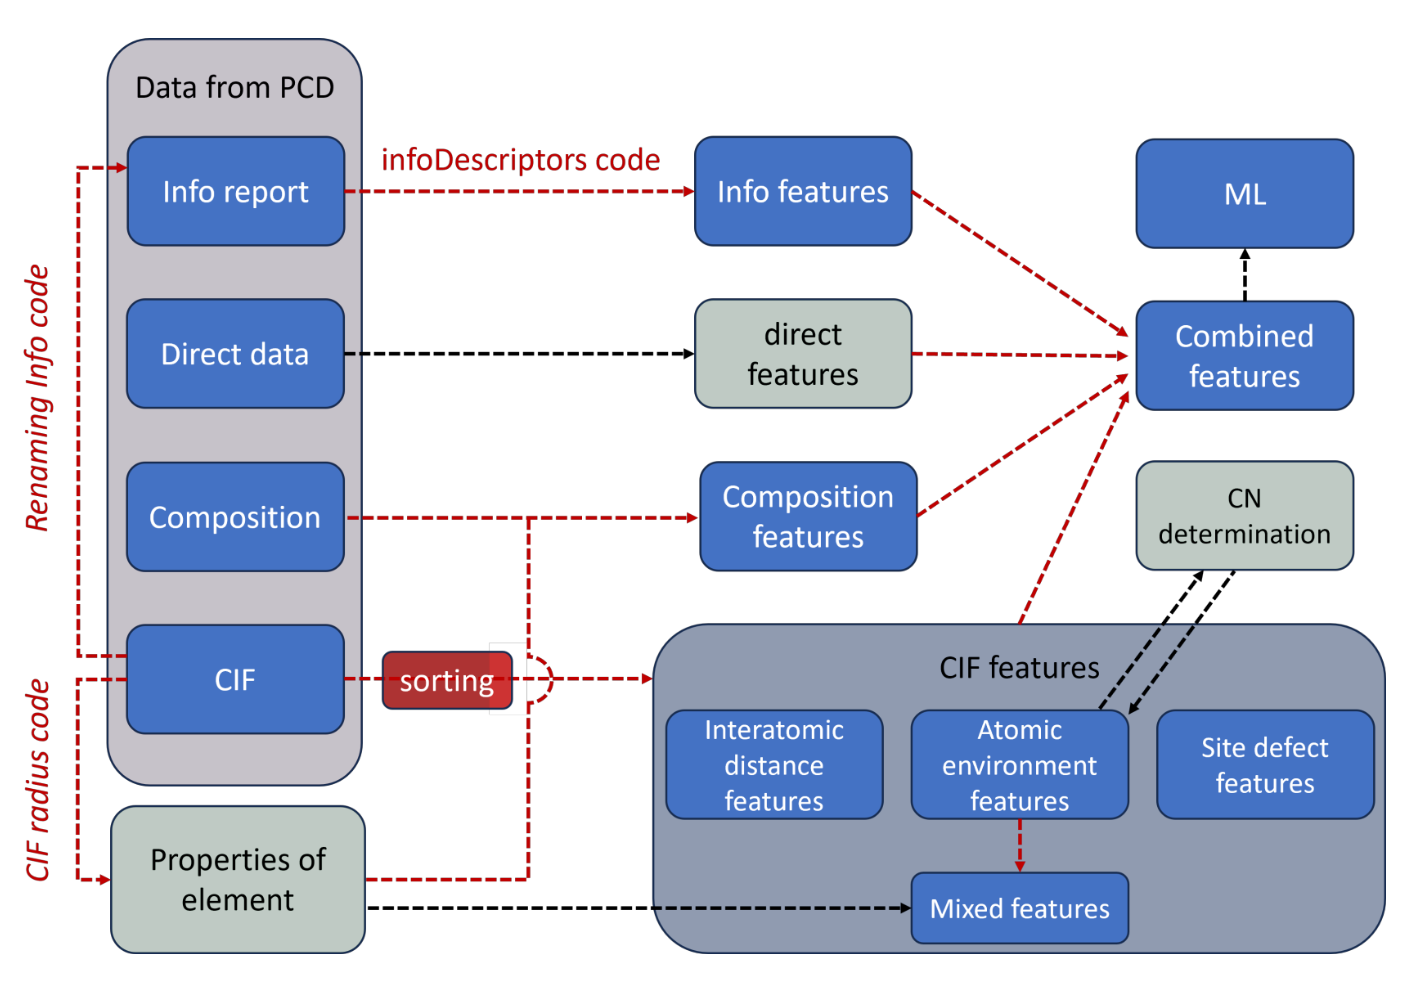 Data from PCD
Info report
infoDescriptors code
Info features
ML
Renaming Info code
Direct data
direct
features
Combined
features
Composition
Composition
features
CN
determination
CIF
sorting
CIF features
CIF radius code
Interatomic
distance
features
Atomic
environment
features
Site defect
features
Properties of
element
Mixed features